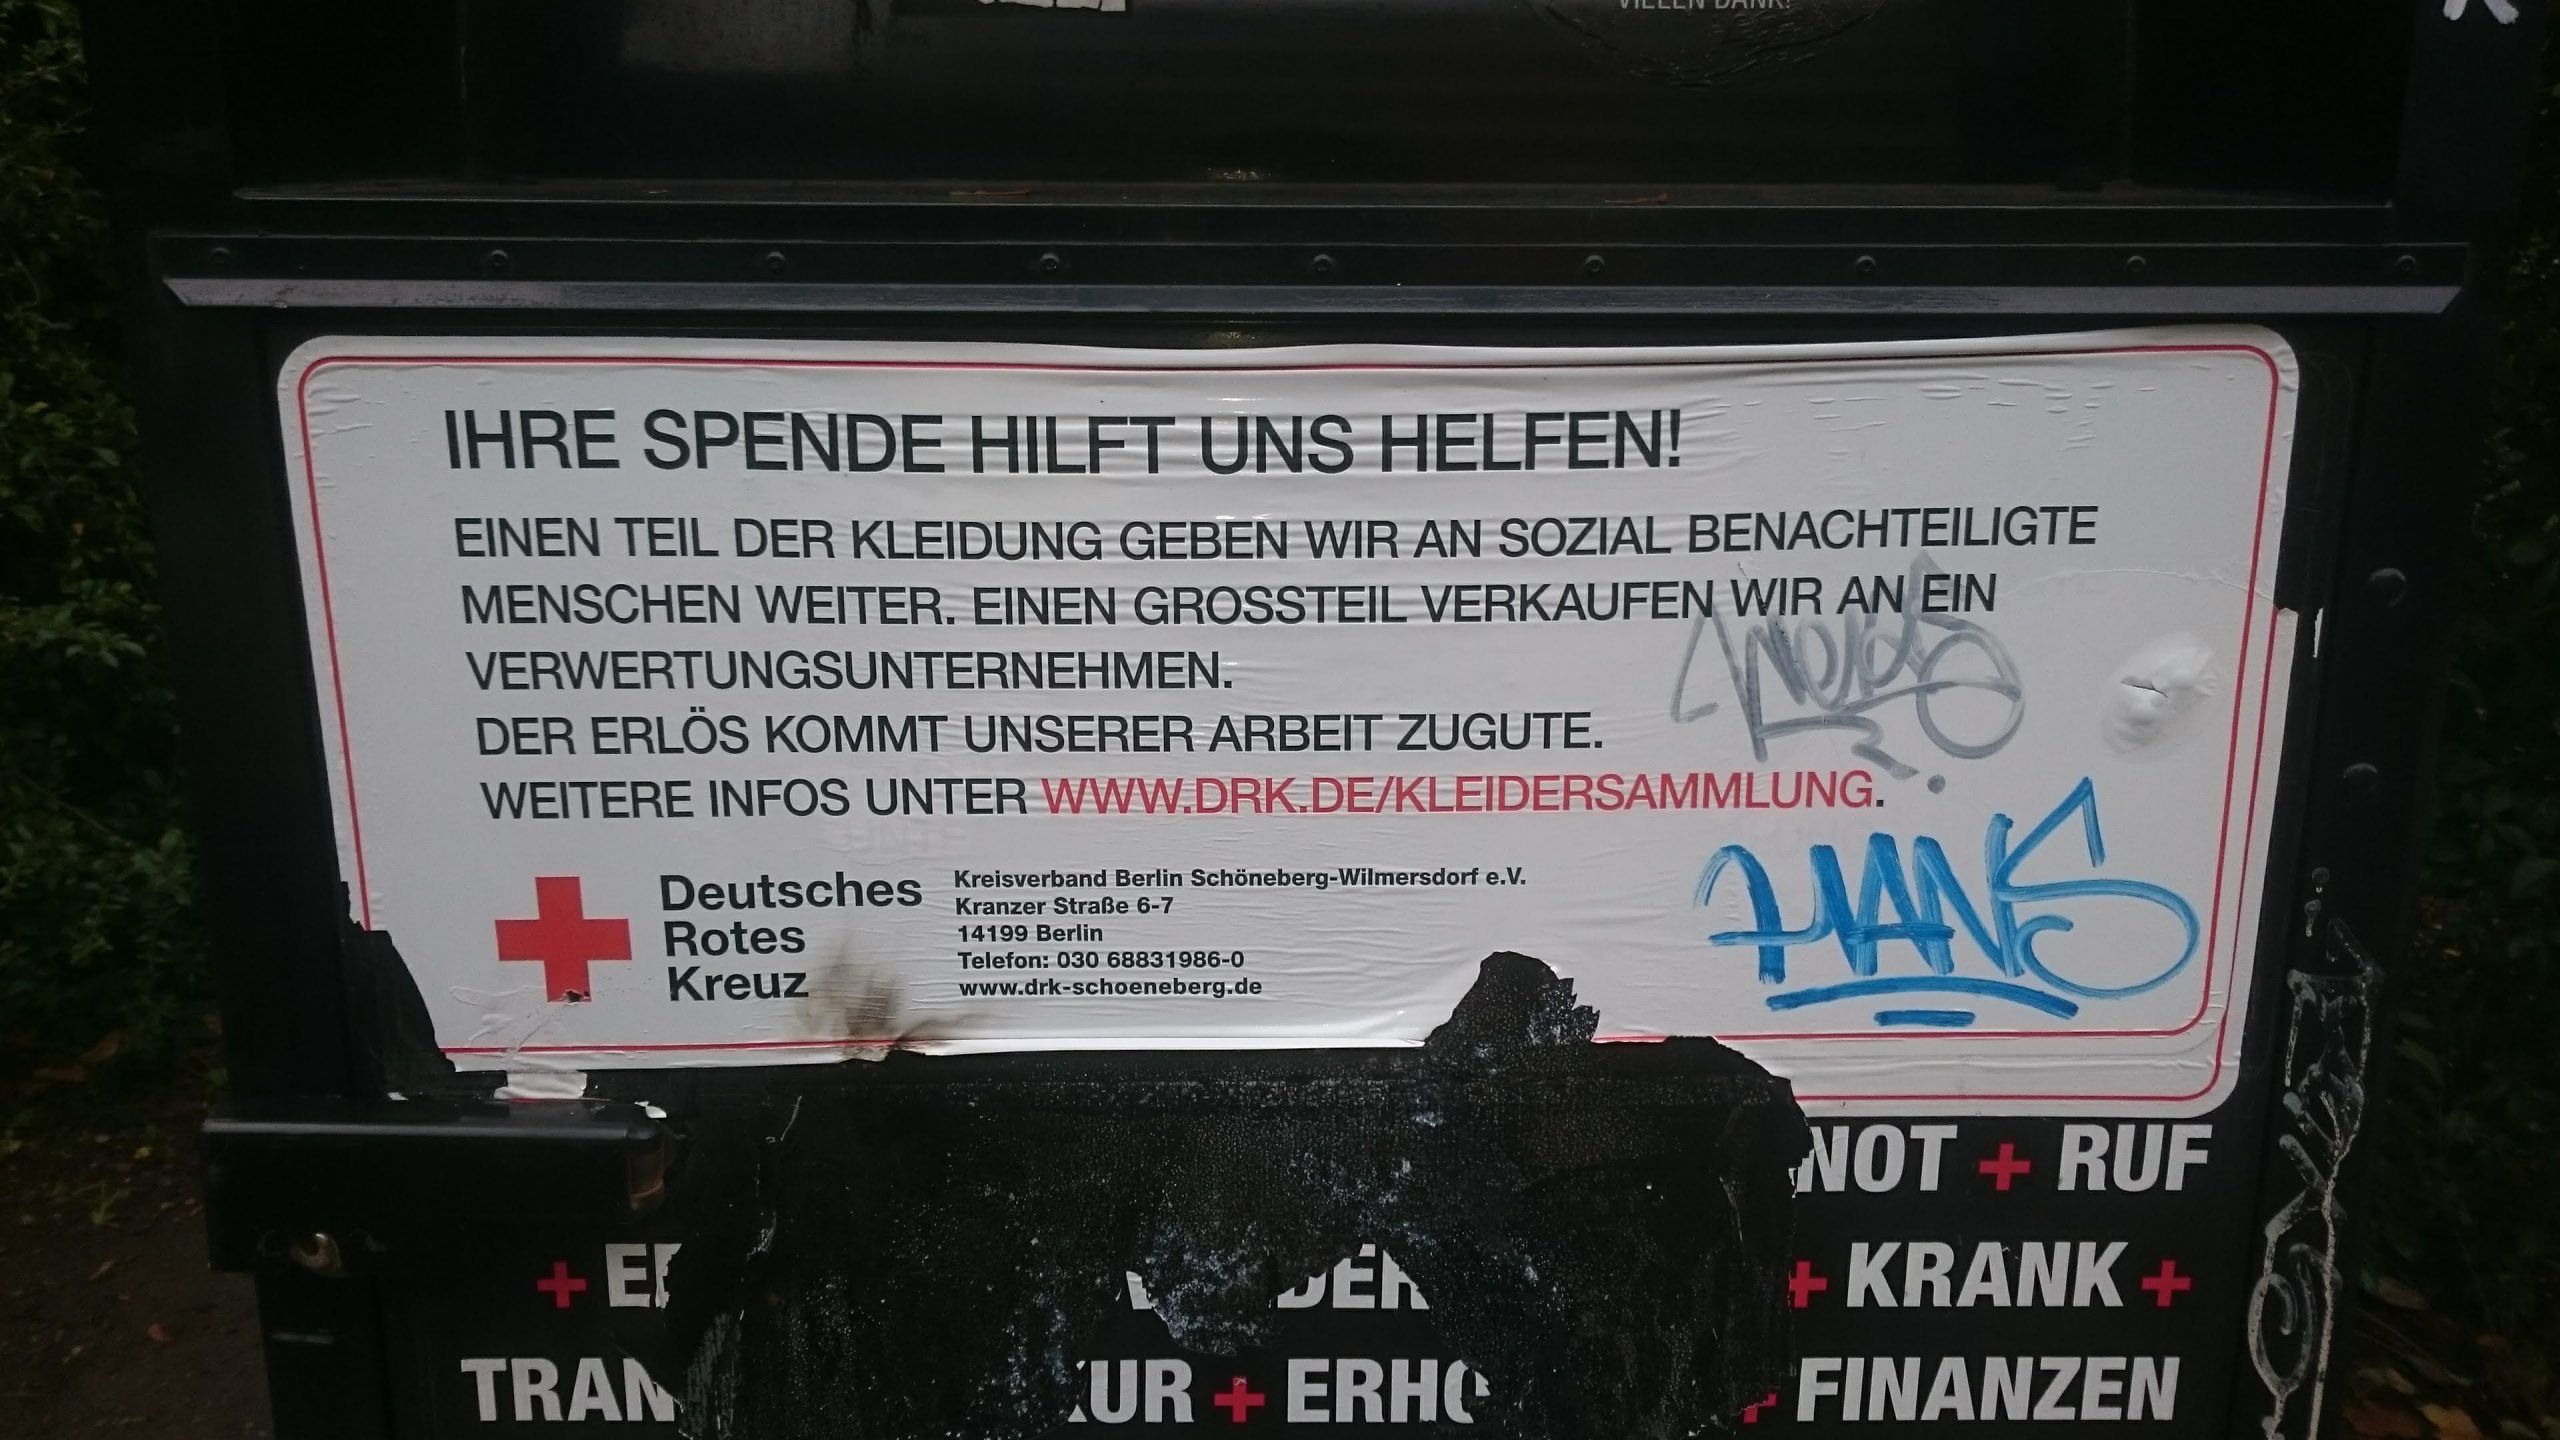 VIELEN DANK!
IHRE SPENDE HILFT UNS HELFEN!
EINEN TEIL DER KLEIDUNG GEBEN WIR AN SOZIAL BENACHTEILIGTE
MENSCHEN WEITER. EINEN GROSSTEIL VERKAUFEN WIR AN EIN
VERWERTUNGSUNTERNEHMEN.
DER ERLÖS KOMMT UNSERER ARBEIT ZUGUTE.
WEITERE INFOS UNTER WWW.DRK.DE/KLEIDERSAMMLUNG.
HANS
Deutsches
Rotes
Kreuz
Kreisverband Berlin Schöneberg-Wilmersdorf e.V.
Kranzer Straße 6-7
14199 Berlin
Telefon: 030 68831986-0
www.drk-schoeneberg.de
NOT + RUF
+ KRANK +
TRAN KUR + ERHO + FINANZEN